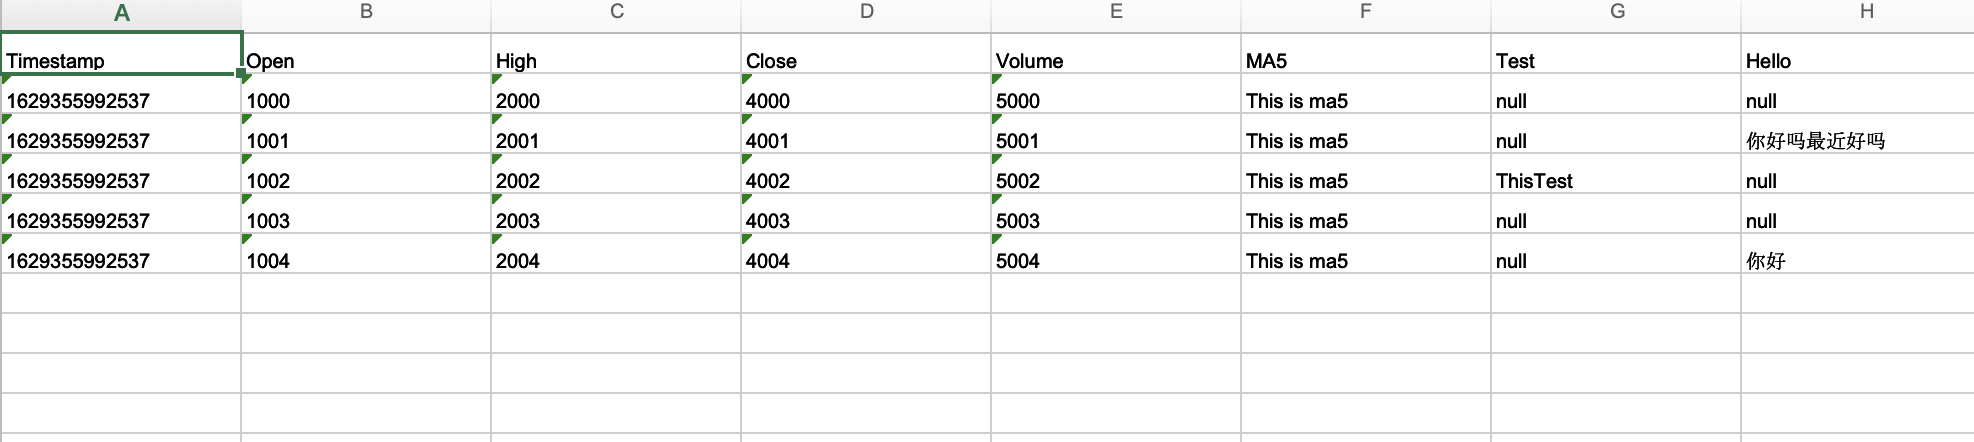 A B C D E F G H
Timestamp Open High Close Volume MA5 Test Hello
1629355992537 1000 2000 4000 5000 This is ma5 null null
1629355992537 1001 2001 4001 5001 This is ma5 null 你好吗最近好吗
1629355992537 1002 2002 4002 5002 This is ma5 ThisTest null
1629355992537 1003 2003 4003 5003 This is ma5 null null
1629355992537 1004 2004 4004 5004 This is ma5 null 你好